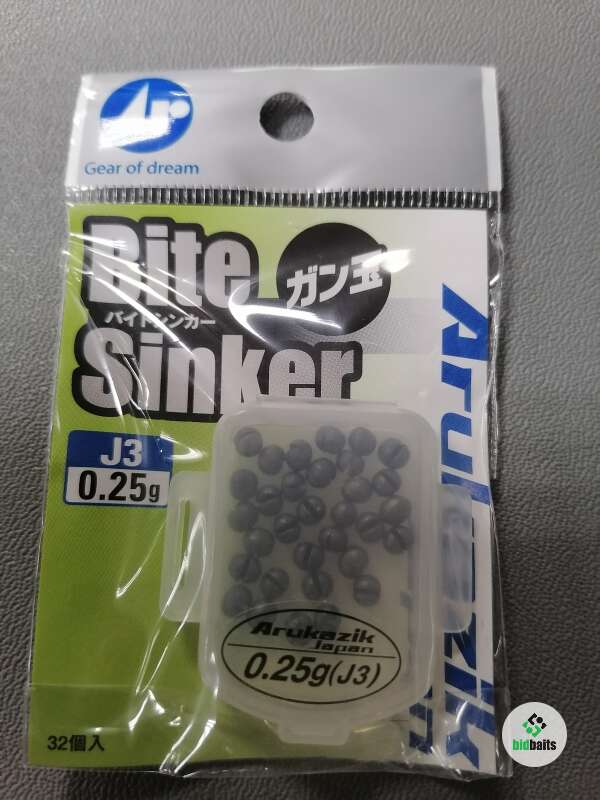 Ar
Gear of dream
Bite
ガン玉
バイトシンカー
Sinker
J3
0.25g
Arukazik
Japan
0.25g(J3)
32個入
bidbaits